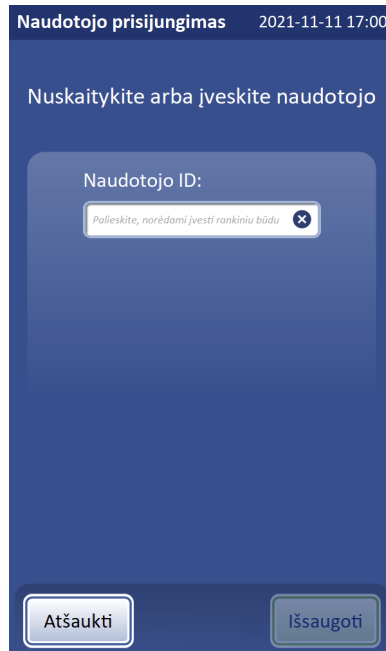 Naudotojo prisijungimas 2021-11-11 17:00
Nuskaitykite arba įveskite naudotojo
Naudotojo ID:
Palieskite, norėdami įvesti rankiniu būdu
Atšaukti Išsaugoti